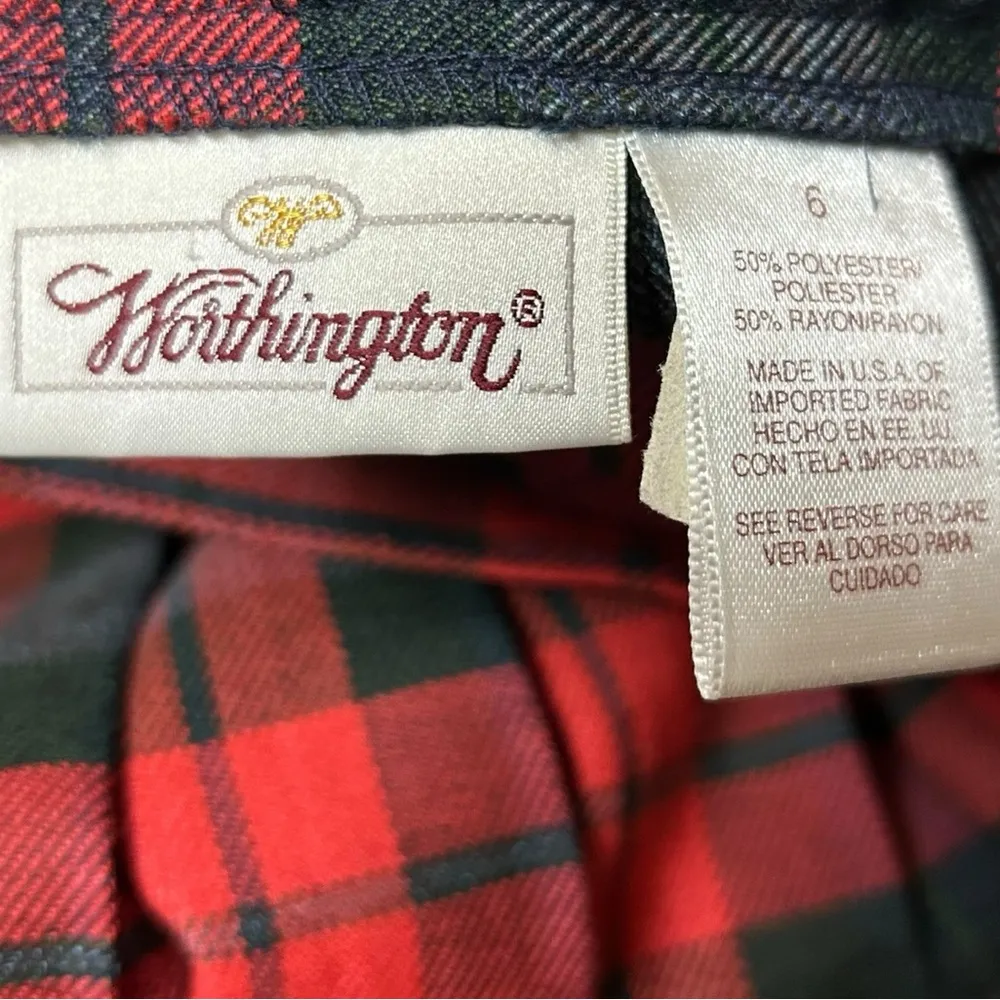 Worthington®
6
50% POLYESTER/
POLIESTER
50% RAYON/RAYON
MADE IN U.S.A. OF
IMPORTED FABRIC
HECHO EN EE. UU.
CON TELA IMPORTADA
SEE REVERSE FOR CARE
VER AL DORSO PARA
CUIDADO